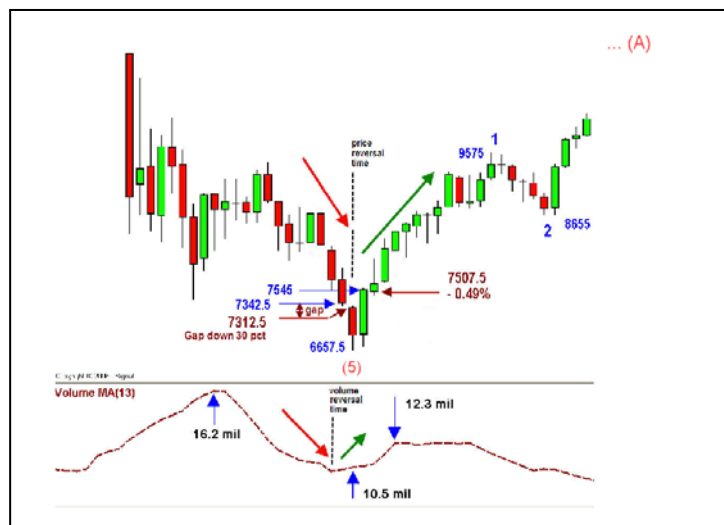 ... (A)
price
reversal
time
1
9575
2
8655
7545
7342.5
gap
7312.5
Gap down 30 pct
7507.5
- 0.49%
6657.5
(5)
Volume MA(13)
volume
reversal
time
12.3 mil
16.2 mil
10.5 mil